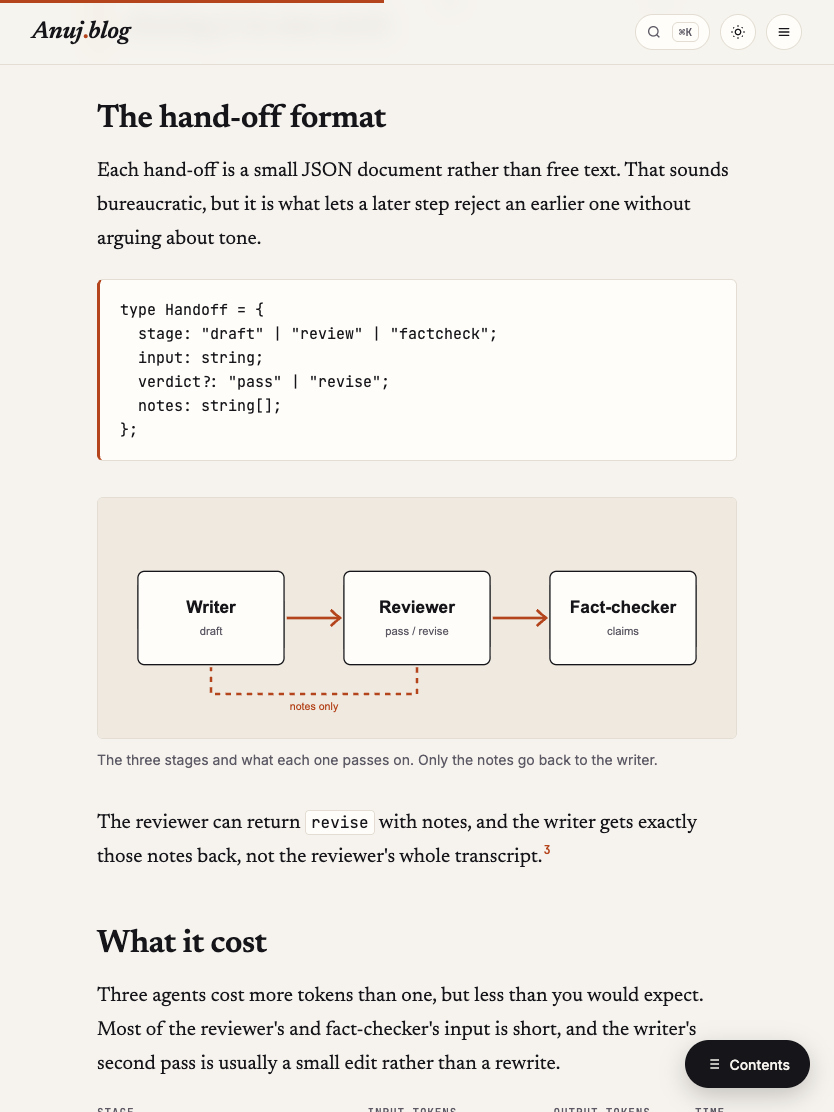 Anuj.blog
⌘K
The hand-off format
Each hand-off is a small JSON document rather than free text. That sounds
bureaucratic, but it is what lets a later step reject an earlier one without
arguing about tone.
type Handoff = {
  stage: "draft" | "review" | "factcheck";
  input: string;
  verdict?: "pass" | "revise";
  notes: string[];
};
Writer
draft
Reviewer
pass / revise
Fact-checker
claims
notes only
The three stages and what each one passes on. Only the notes go back to the writer.
The reviewer can return revise with notes, and the writer gets exactly
those notes back, not the reviewer's whole transcript.3
What it cost
Three agents cost more tokens than one, but less than you would expect.
Most of the reviewer's and fact-checker's input is short, and the writer's
second pass is usually a small edit rather than a rewrite.
Contents
STAGE INPUT TOKENS OUTPUT TOKENS TIME